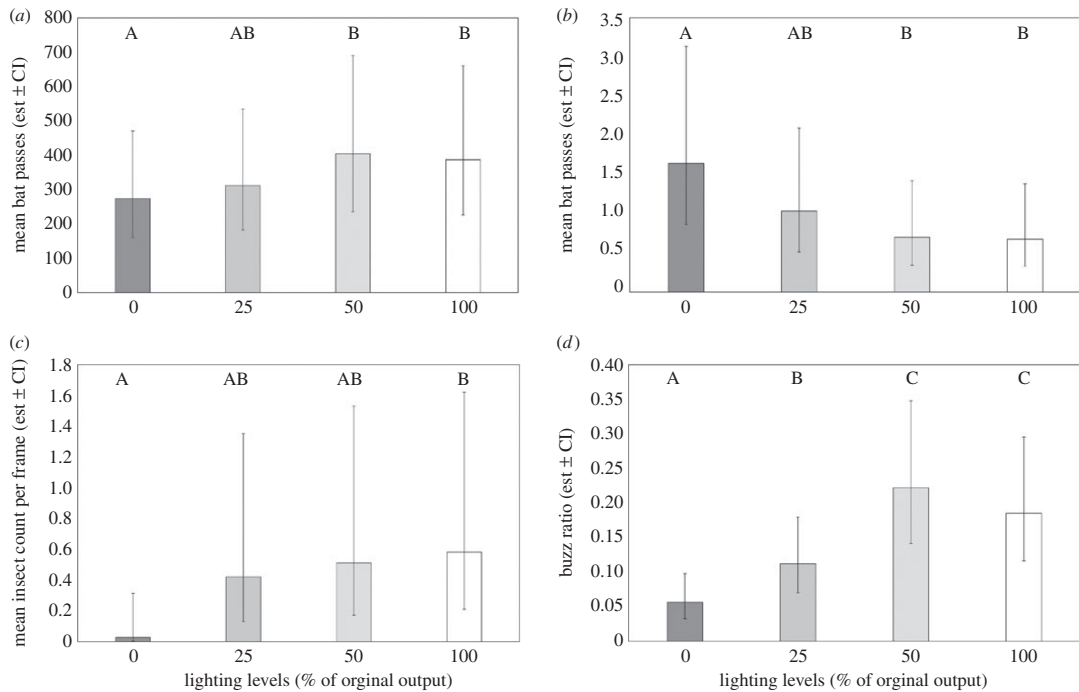 (a)
800
700
600
500
400
300
200
100
0
mean bat passes (est ± CI)
A AB B B
0 25 50 100
(b)
3.5
3.0
2.5
2.0
1.5
1.0
0.5
0
mean bat passes (est ± CI)
A AB B B
0 25 50 100
(c)
1.8
1.6
1.4
1.2
1.0
0.8
0.6
0.4
0.2
0
mean insect count per frame (est ± CI)
A AB AB B
0 25 50 100
lighting levels (% of orginal output)
(d)
0.40
0.35
0.30
0.25
0.20
0.15
0.10
0.05
0
buzz ratio (est ± CI)
A B C C
0 25 50 100
lighting levels (% of orginal output)